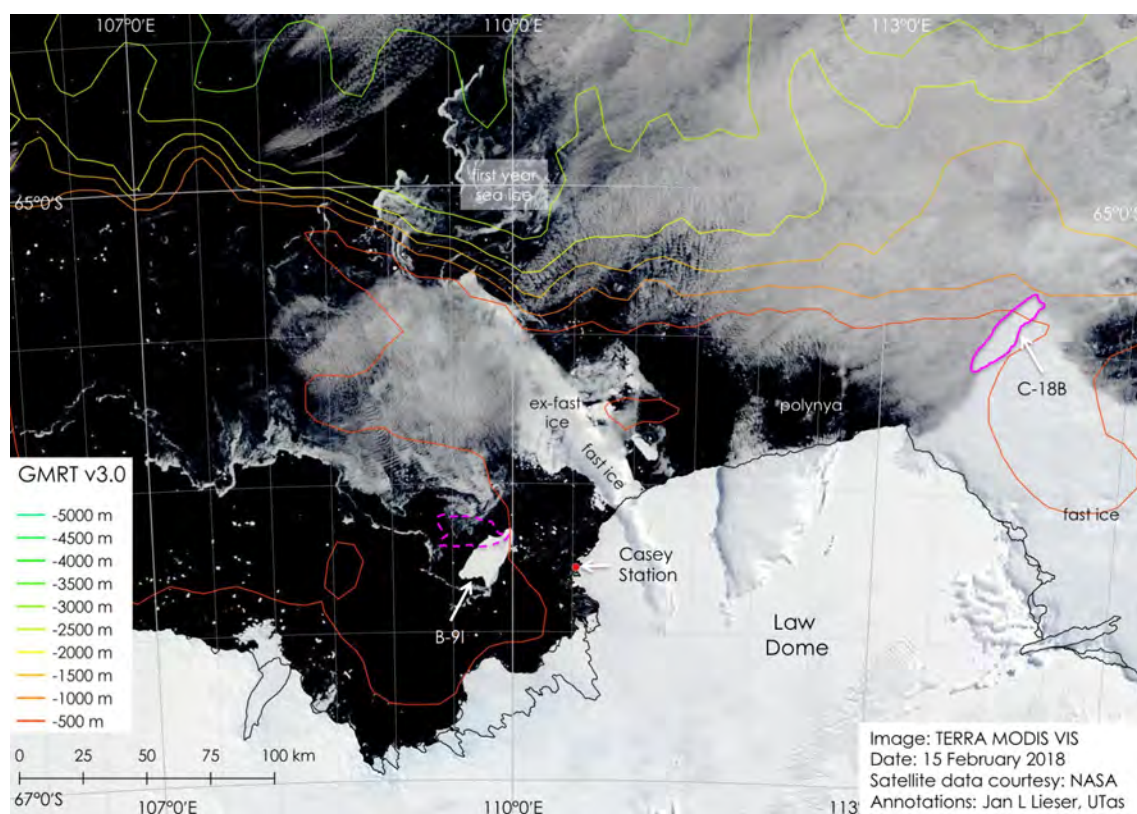 107°0'E
110°0'E
113°0'E
first year
sea ice
65°0'S
65°0'S
C-18B
ex-fast
ice
polynya
fast ice
fast ice
GMRT v3.0
-5000 m
-4500 m
-4000 m
-3500 m
-3000 m
-2500 m
-2000 m
-1500 m
-1000 m
-500 m
Casey
Station
B-9I
Law
Dome
0 25 50 75 100 km
67°0'S
107°0'E
110°0'E
113°
Image: TERRA MODIS VIS
Date: 15 February 2018
Satellite data courtesy: NASA
Annotations: Jan L Lieser, UTas